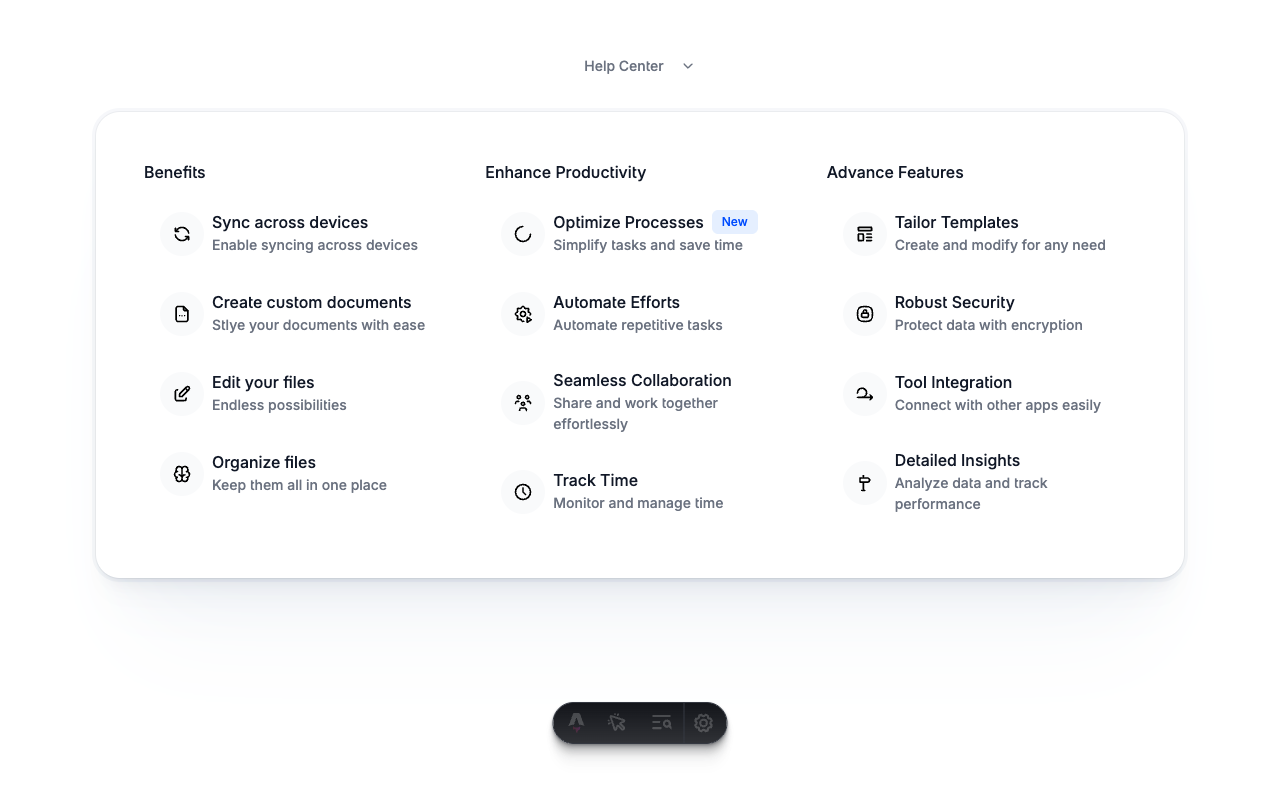 Help Center
Benefits
Sync across devices
Enable syncing across devices
Create custom documents
Stlye your documents with ease
Edit your files
Endless possibilities
Organize files
Keep them all in one place
Enhance Productivity
Optimize Processes New
Simplify tasks and save time
Automate Efforts
Automate repetitive tasks
Seamless Collaboration
Share and work together
effortlessly
Track Time
Monitor and manage time
Advance Features
Tailor Templates
Create and modify for any need
Robust Security
Protect data with encryption
Tool Integration
Connect with other apps easily
Detailed Insights
Analyze data and track
performance